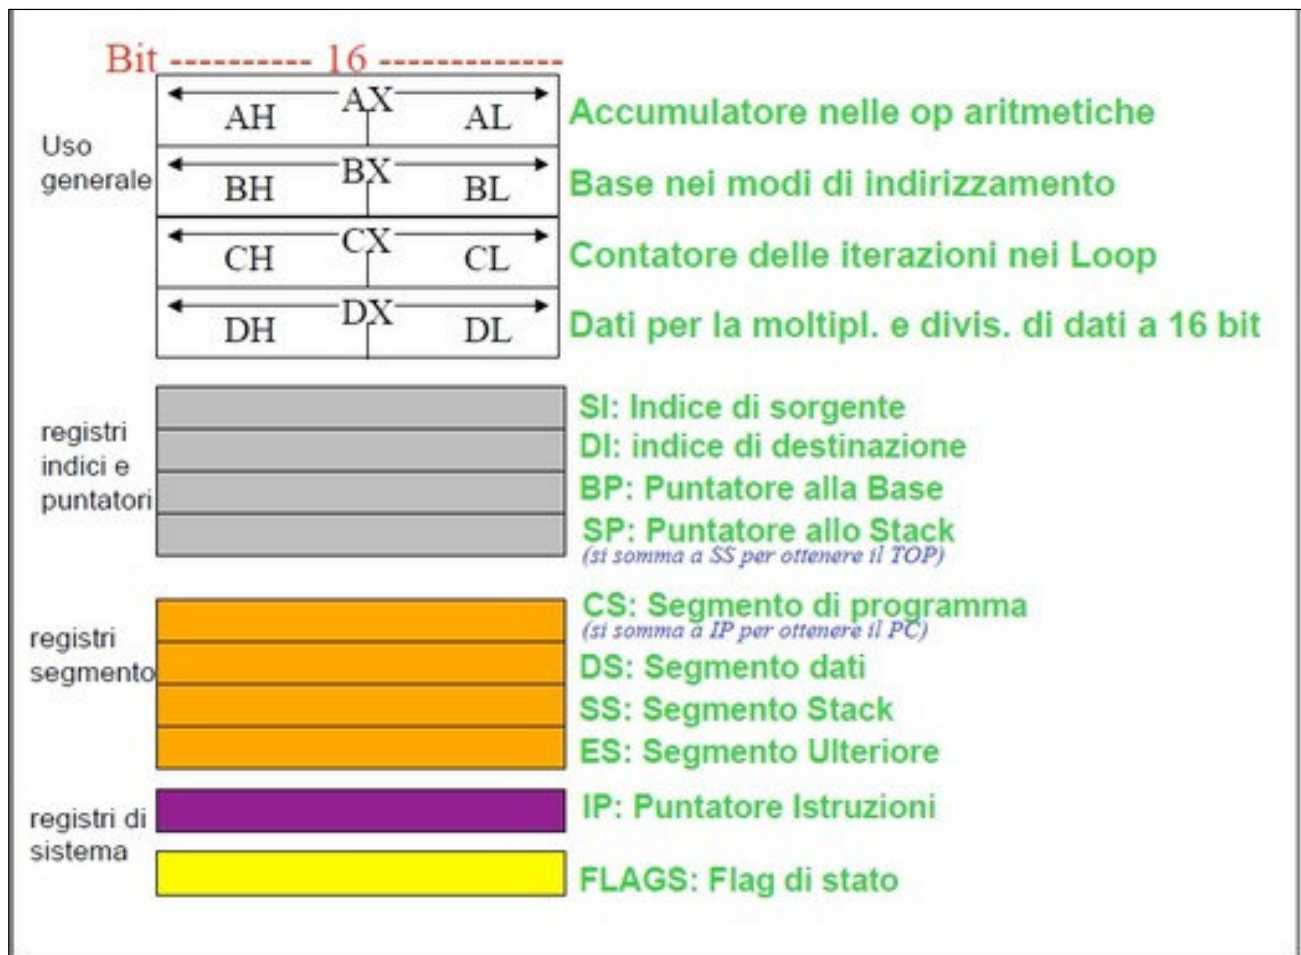 Bit ---------- 16 -------------
Uso
generale
AX
AH AL
Accumulatore nelle op aritmetiche
BX
BH BL
Base nei modi di indirizzamento
CX
CH CL
Contatore delle iterazioni nei Loop
DX
DH DL
Dati per la moltipl. e divis. di dati a 16 bit
registri
indici e
puntatori
SI: Indice di sorgente
DI: indice di destinazione
BP: Puntatore alla Base
SP: Puntatore allo Stack
(si somma a SS per ottenere il TOP)
registri
segmento
CS: Segmento di programma
(si somma a IP per ottenere il PC)
DS: Segmento dati
SS: Segmento Stack
ES: Segmento Ulteriore
registri di
sistema
IP: Puntatore Istruzioni
FLAGS: Flag di stato